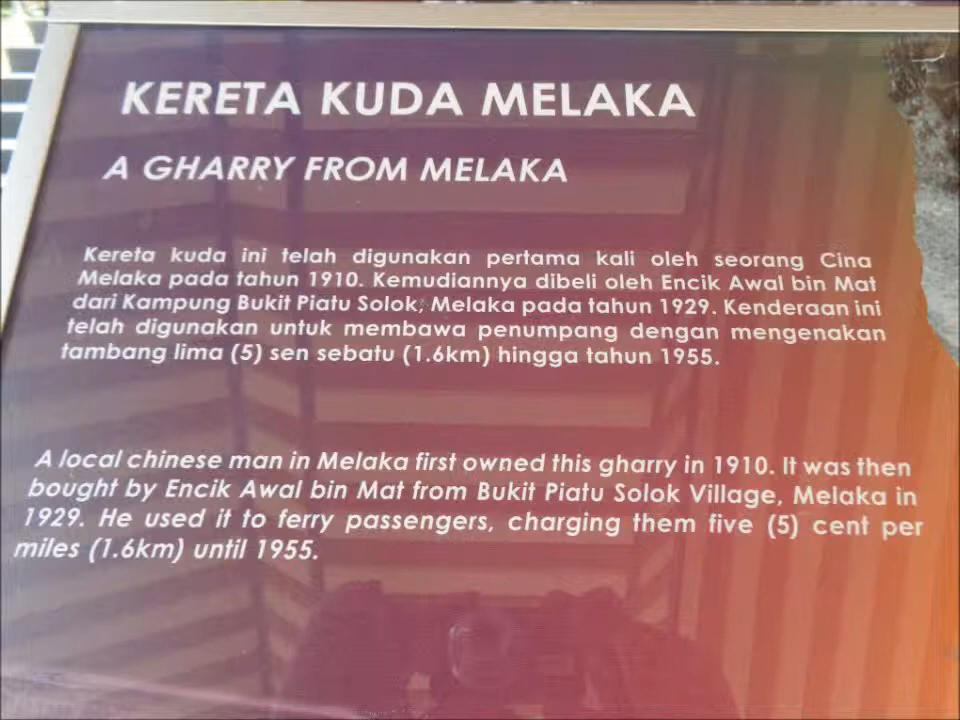 KERETA KUDA MELAKA
A GHARRY FROM MELAKA
Kereta kuda ini telah digunakan pertama kali oleh seorang Cina
Melaka pada tahun 1910. Kemudiannya dibeli oleh Encik Awal bin Mat
dari Kampung Bukit Piatu Solok, Melaka pada tahun 1929. Kenderaan ini
telah digunakan untuk membawa penumpang dengan mengenakan
tambang lima (5) sen sebatu (1.6km) hingga tahun 1955.
A local chinese man in Melaka first owned this gharry in 1910. It was then
bought by Encik Awal bin Mat from Bukit Piatu Solok Village, Melaka in
1929. He used it to ferry passengers, charging them five (5) cent per
miles (1.6km) until 1955.